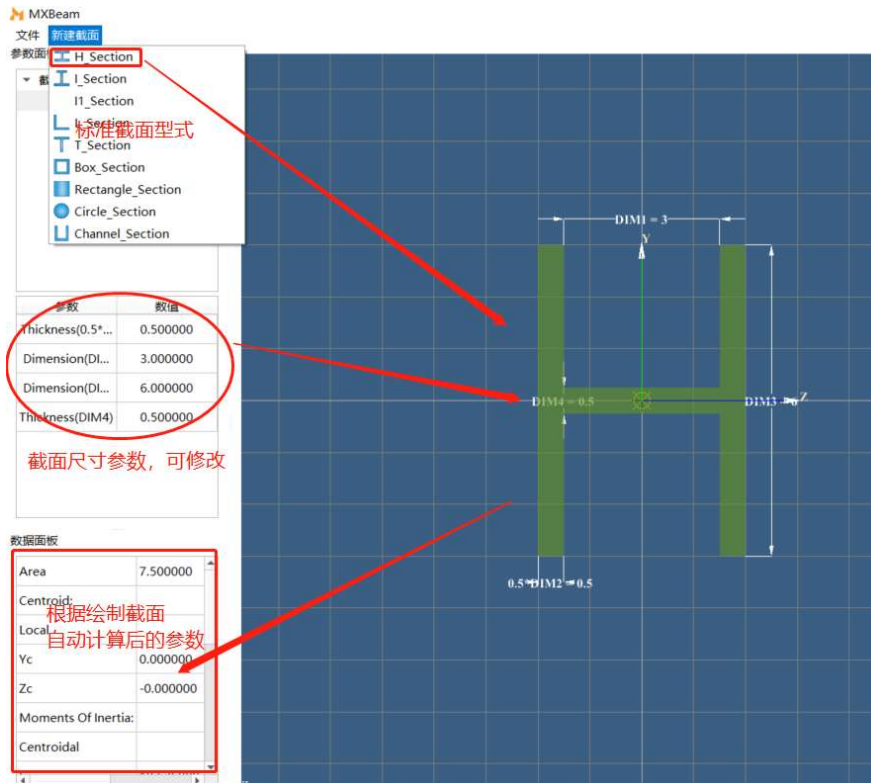 MXBeam
文件 新建截面
参数面
H_Section
截
I_Section
I1_Section
标准截面型式
T_Section
Box_Section
Rectangle_Section
Circle_Section
Channel_Section
DIM1 = 3
Y
参数 数值
Thickness(0.5*... 0.500000
Dimension(DI... 3.000000
Dimension(DI... 6.000000
Thickness(DIM4) 0.500000
DIM4 = 0.5
DIM3 = 6
Z
截面尺寸参数，可修改
数据面板
Area 7.500000
Centroid:
Local
根据绘制截面
自动计算后的参数
Yc 0.000000
Zc -0.000000
Moments Of Inertia:
Centroidal
0.5*DIM2 = 0.5